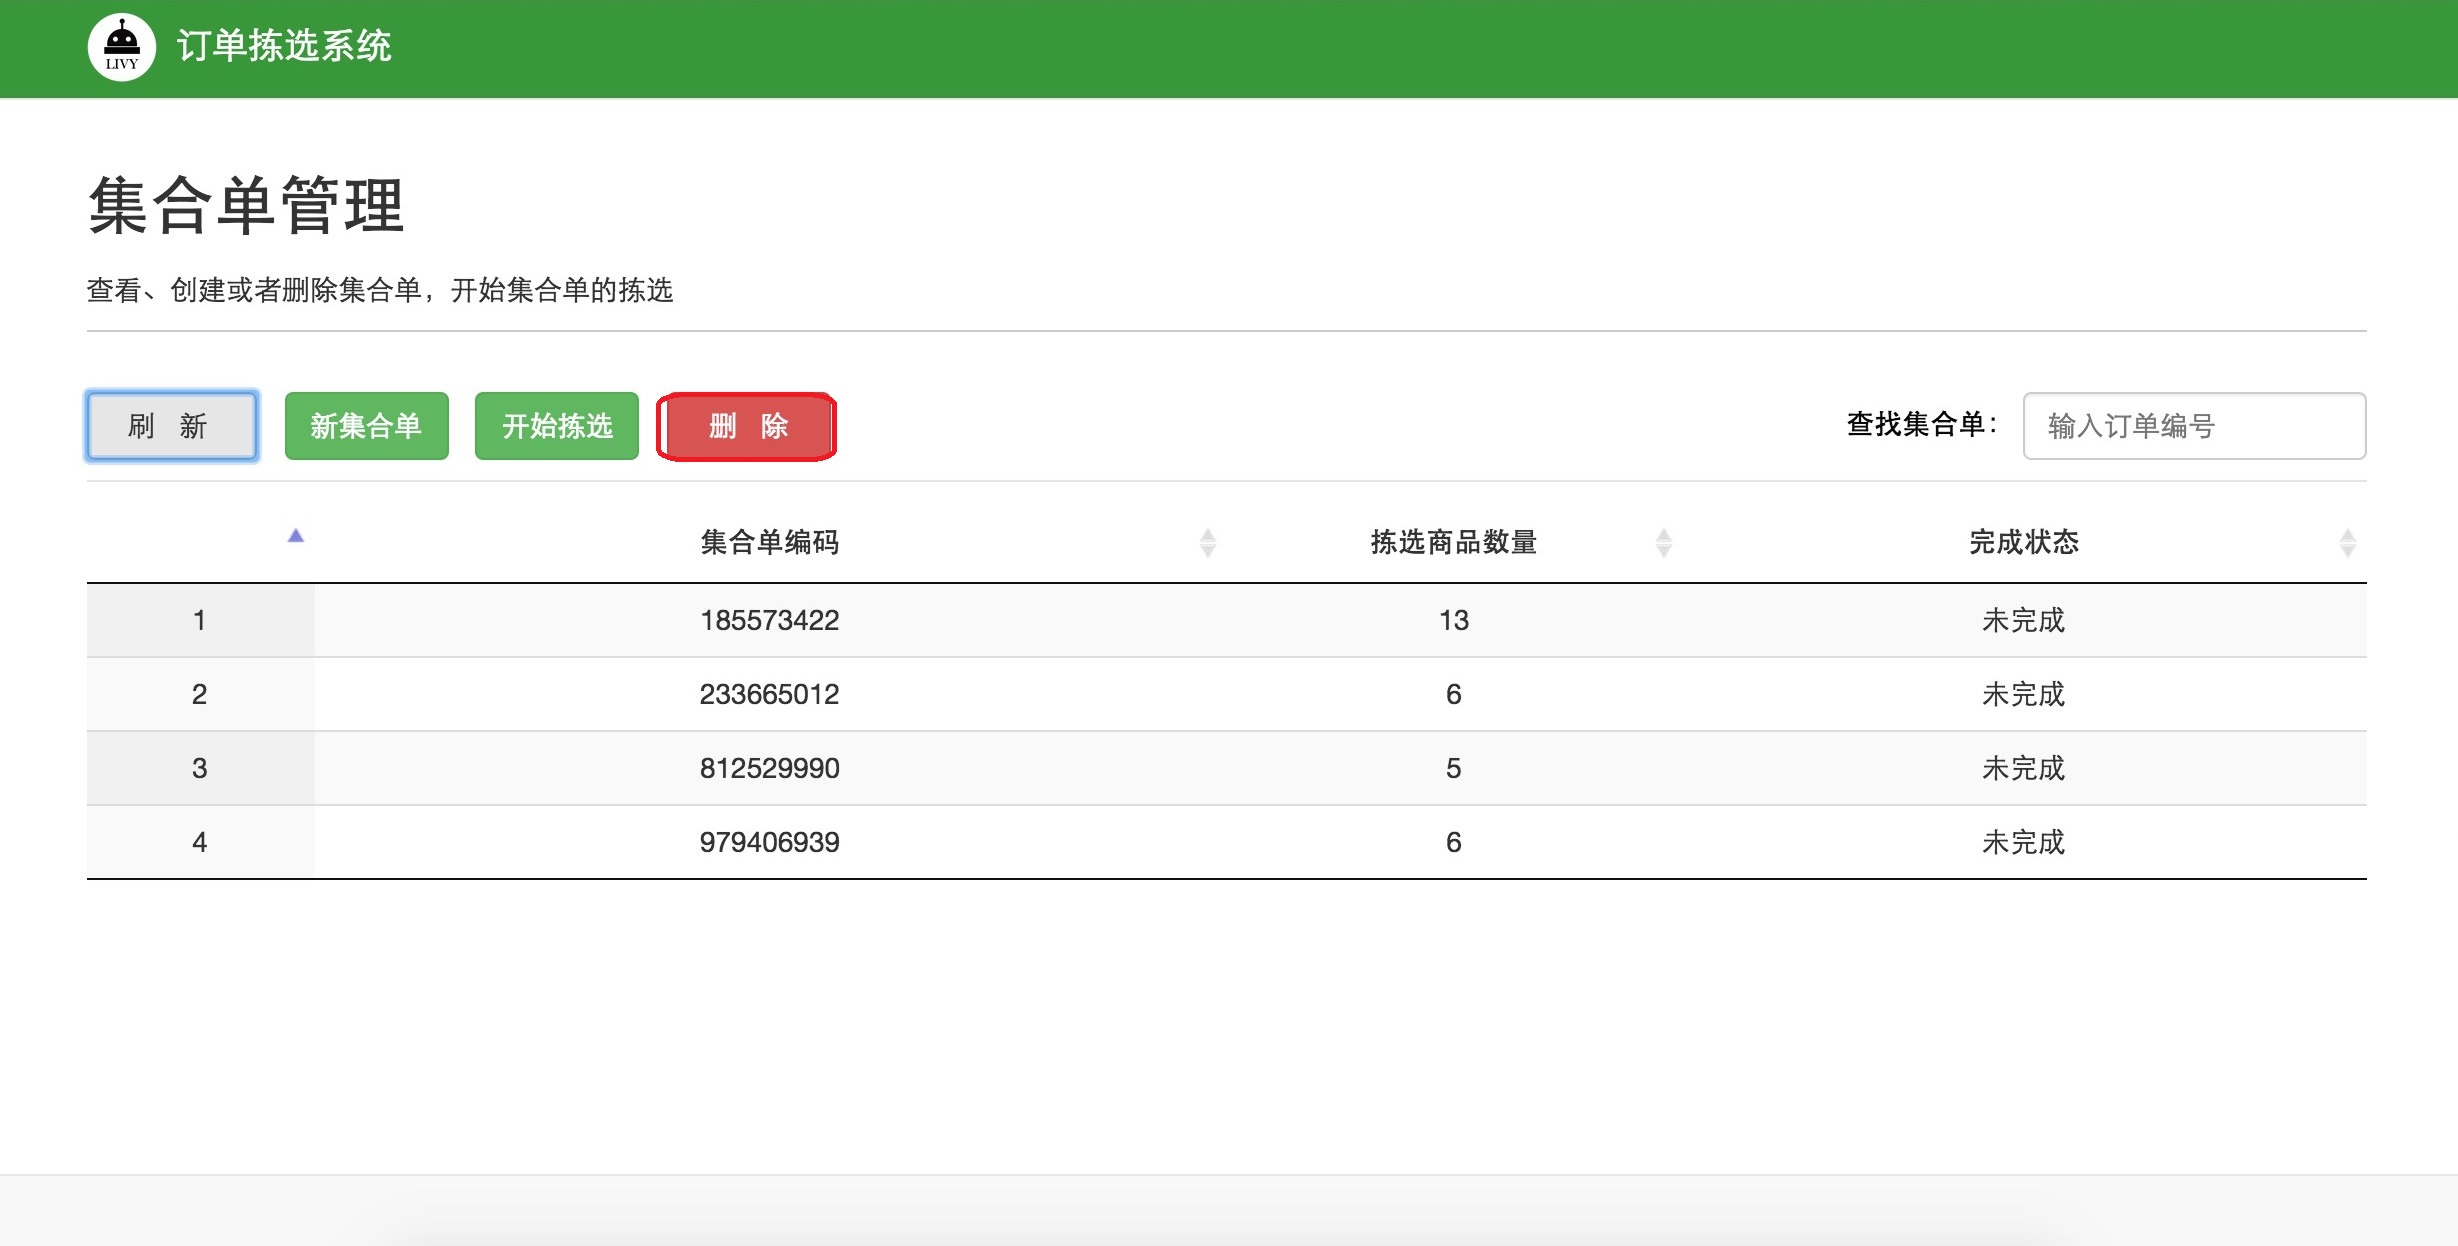 LIVY
订单拣选系统
集合单管理
查看、创建或者删除集合单，开始集合单的拣选
刷 新 新集合单 开始拣选 删 除 查找集合单： 输入订单编号
集合单编码 拣选商品数量 完成状态
1 185573422 13 未完成
2 233665012 6 未完成
3 812529990 5 未完成
4 979406939 6 未完成